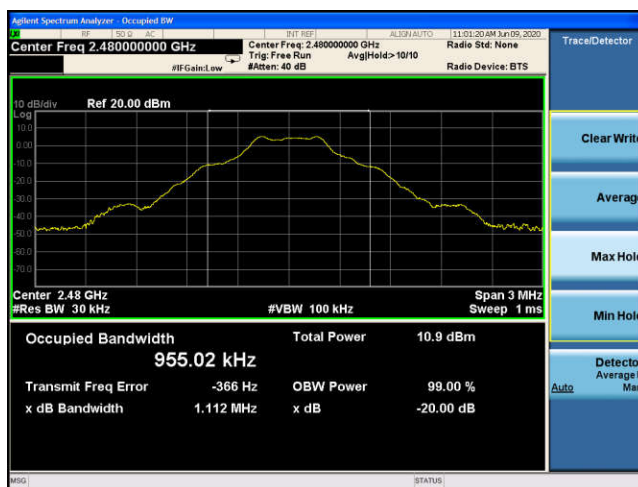 Agilent Spectrum Analyzer - Occupied BW
LXI RF 50 Ω AC INT REF ALIGN AUTO 11:01:20 AM Jun 09, 2020
Center Freq 2.480000000 GHz Center Freq: 2.480000000 GHz Radio Std: None
Trig: Free Run Avg|Hold:>10/10
#IFGain:Low #Atten: 40 dB Radio Device: BTS
Trace/Detector
10 dB/div Ref 20.00 dBm
Log
10.0
0.00
-10.0
-20.0
-30.0
-40.0
-50.0
-60.0
-70.0
Clear Write
Average
Max Hold
Min Hold
Center 2.48 GHz Span 3 MHz
#Res BW 30 kHz #VBW 100 kHz Sweep 1 ms
Occupied Bandwidth Total Power 10.9 dBm
955.02 kHz
Transmit Freq Error -366 Hz OBW Power 99.00 %
x dB Bandwidth 1.112 MHz x dB -20.00 dB
Detector
Average
Auto Ma
MSG STATUS